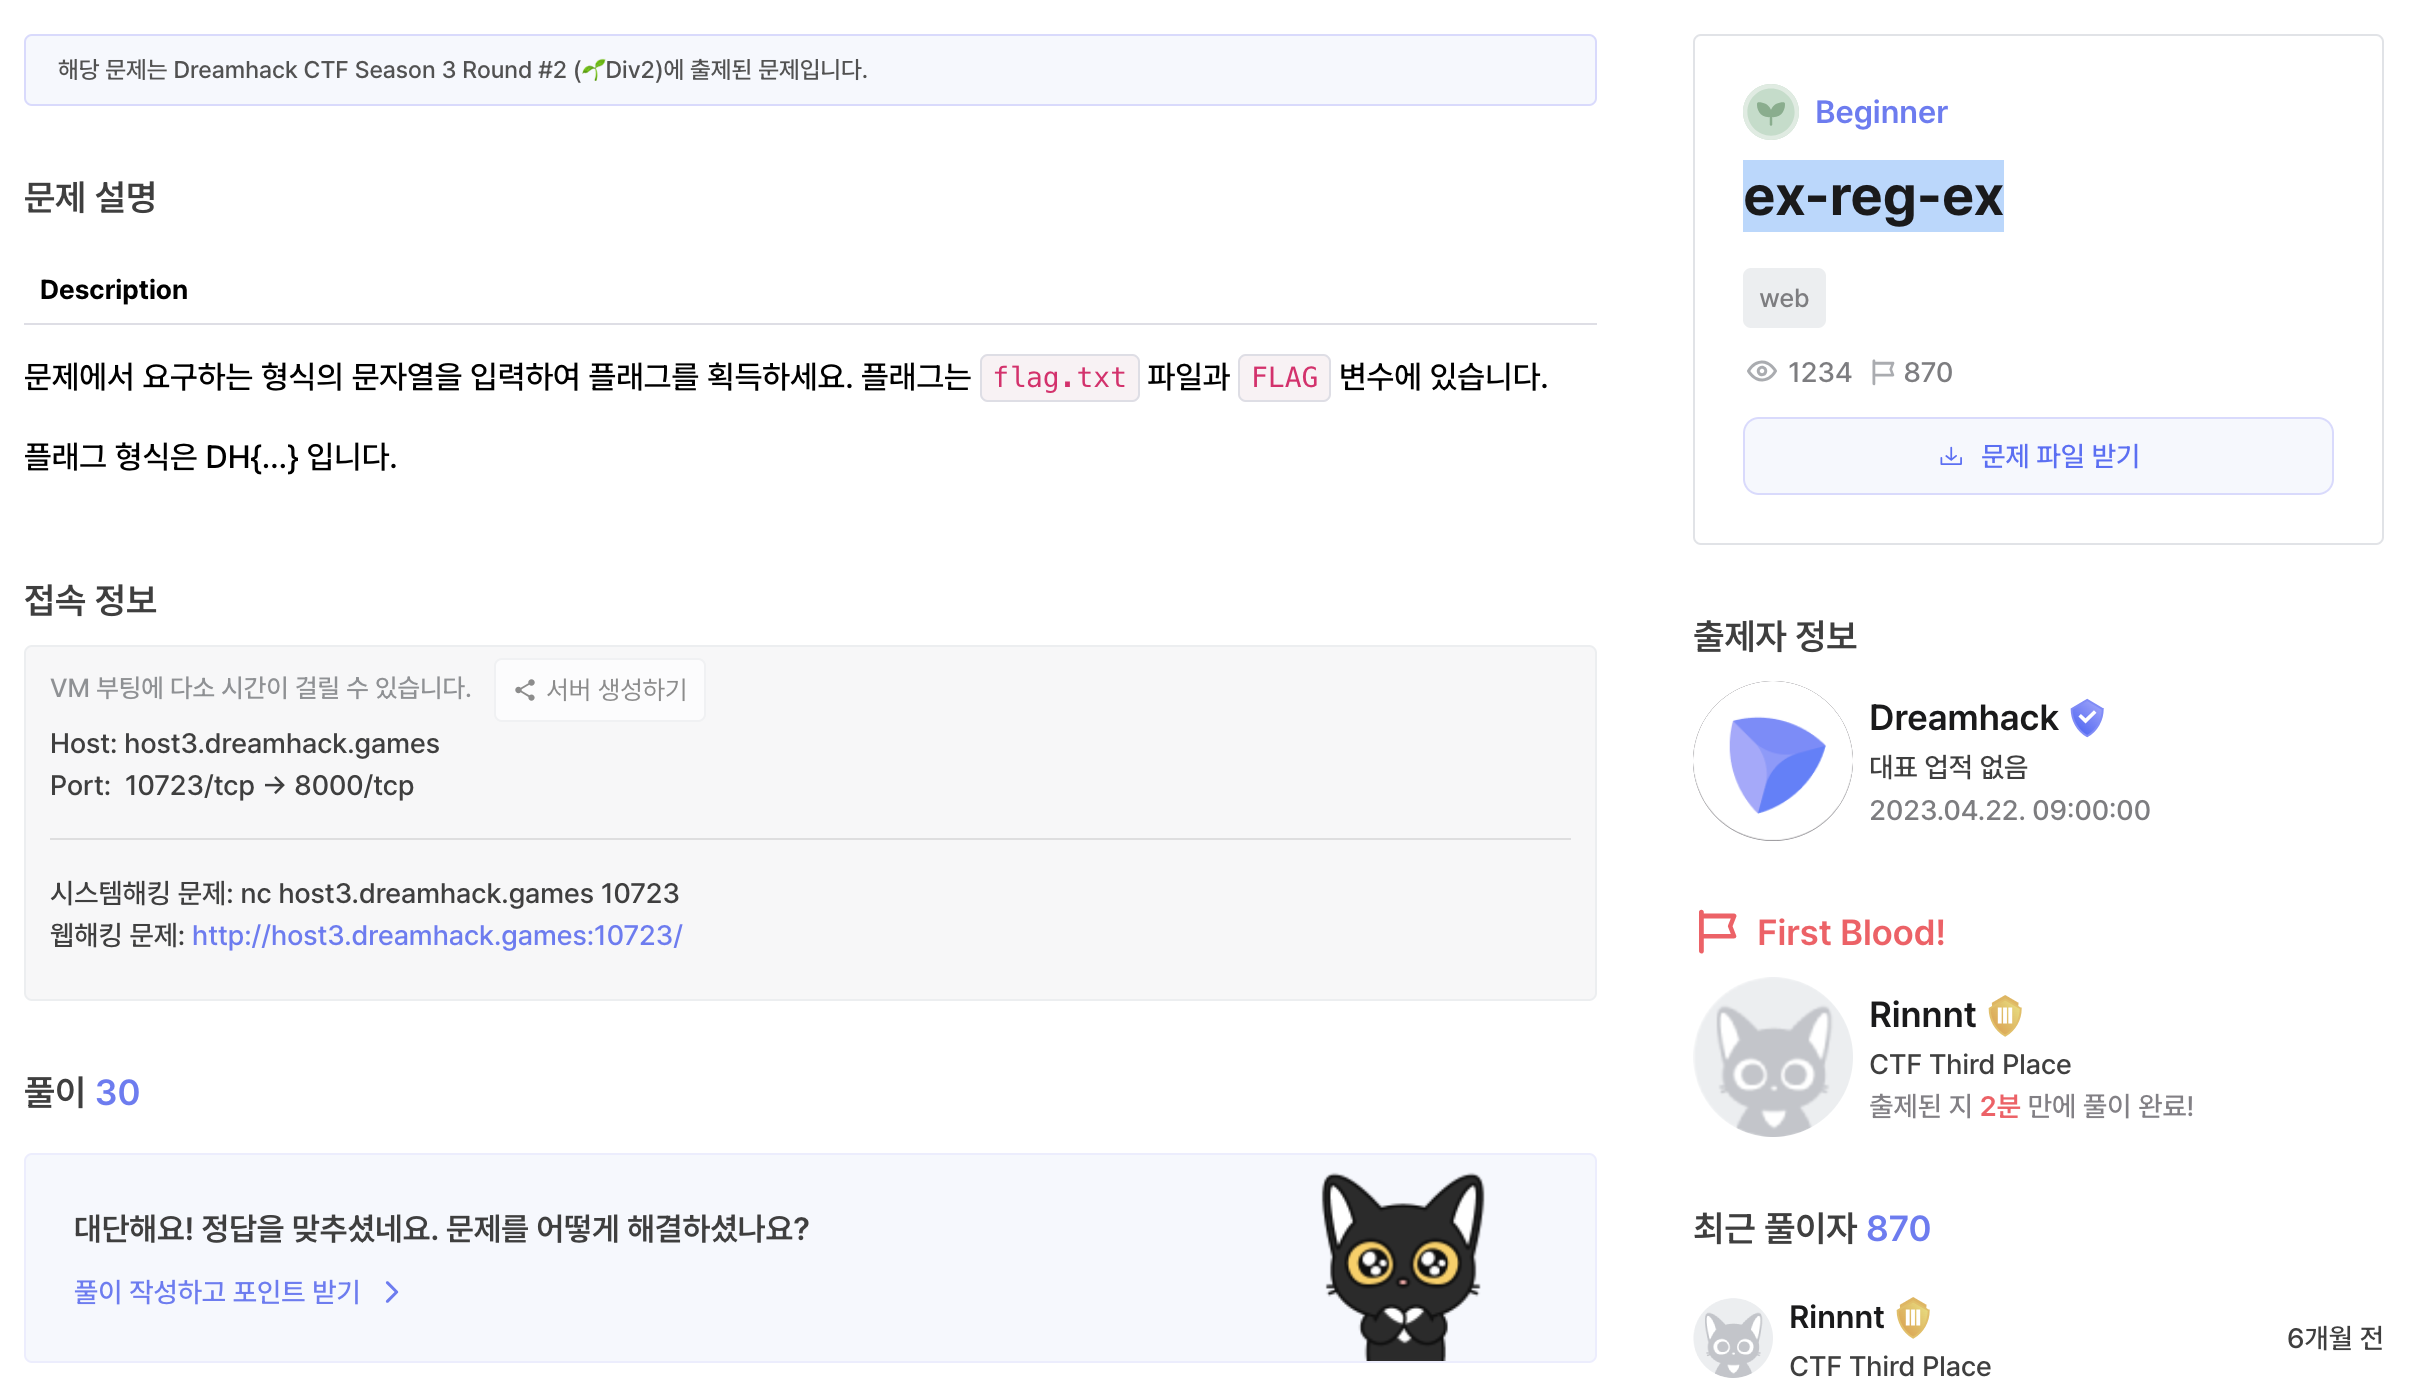 해당 문제는 Dreamhack CTF Season 3 Round #2 (🌱Div2)에 출제된 문제입니다.
문제 설명
Description
문제에서 요구하는 형식의 문자열을 입력하여 플래그를 획득하세요. 플래그는 flag.txt 파일과 FLAG 변수에 있습니다.
플래그 형식은 DH{...} 입니다.
접속 정보
VM 부팅에 다소 시간이 걸릴 수 있습니다. 서버 생성하기
Host: host3.dreamhack.games
Port: 10723/tcp → 8000/tcp
시스템해킹 문제: nc host3.dreamhack.games 10723
웹해킹 문제: http://host3.dreamhack.games:10723/
풀이 30
대단해요! 정답을 맞추셨네요. 문제를 어떻게 해결하셨나요?
풀이 작성하고 포인트 받기
Beginner
ex-reg-ex
web
1234 870
문제 파일 받기
출제자 정보
Dreamhack
대표 업적 없음
2023.04.22. 09:00:00
First Blood!
Rinnnt
CTF Third Place
출제된 지 2분 만에 풀이 완료!
최근 풀이자 870
Rinnnt
CTF Third Place
6개월 전